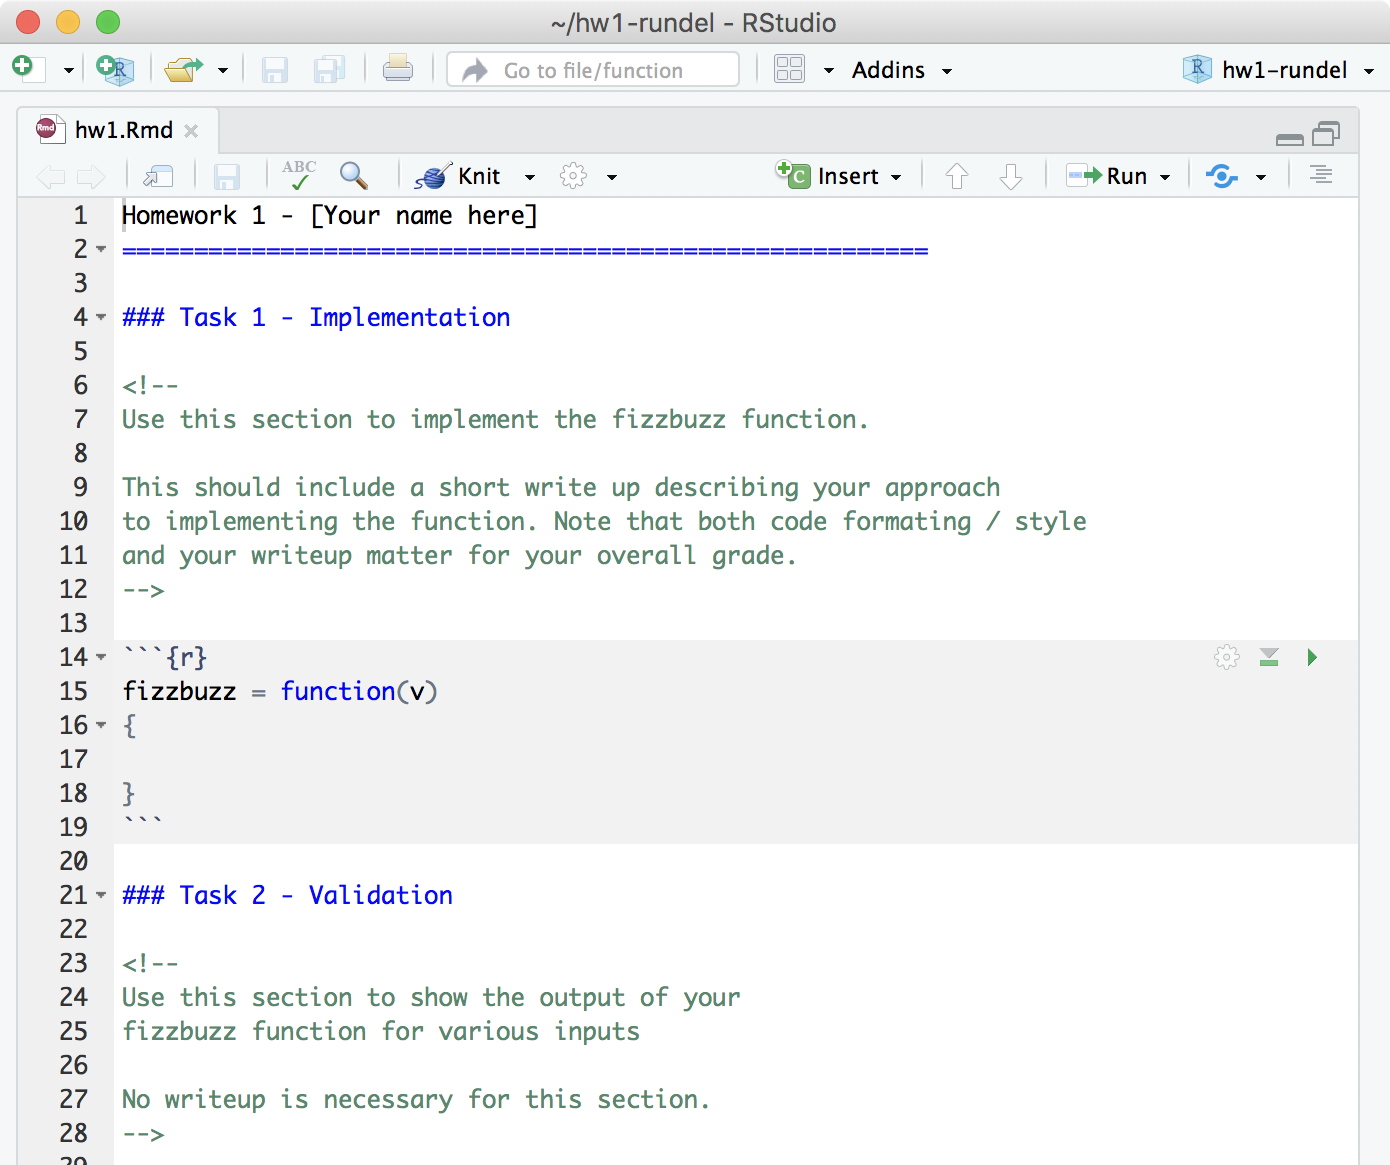 ~/hw1-rundel - RStudio
Go to file/function
Addins
hw1-rundel
hw1.Rmd
ABC
Knit
Insert
Run
1 Homework 1 - [Your name here]
2 ========================================================
3
4 ### Task 1 - Implementation
5
6 <!--
7 Use this section to implement the fizzbuzz function.
8
9 This should include a short write up describing your approach
10 to implementing the function. Note that both code formating / style
11 and your writeup matter for your overall grade.
12 -->
13
14 ```{r}
15 fizzbuzz = function(v)
16 {
17
18 }
19 ```
20
21 ### Task 2 - Validation
22
23 <!--
24 Use this section to show the output of your
25 fizzbuzz function for various inputs
26
27 No writeup is necessary for this section.
28 -->
29